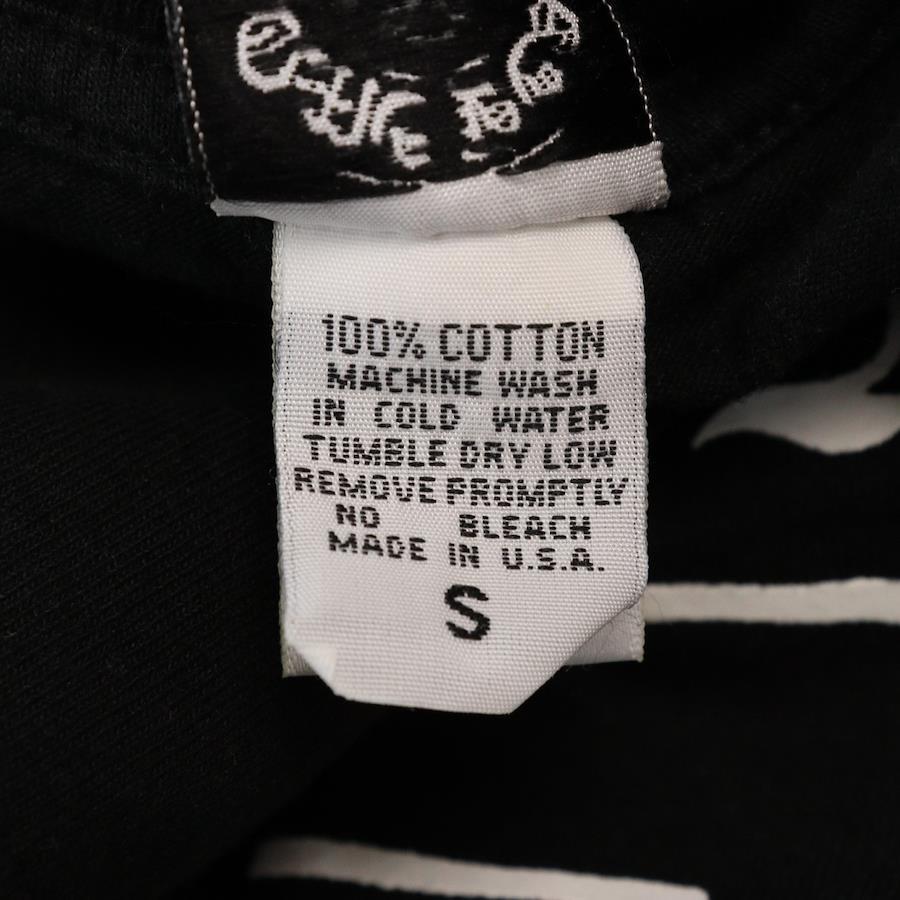 100% COTTON
MACHINE WASH
IN COLD WATER
TUMBLE DRY LOW
REMOVE PROMPTLY
NO BLEACH
MADE IN U.S.A.
S